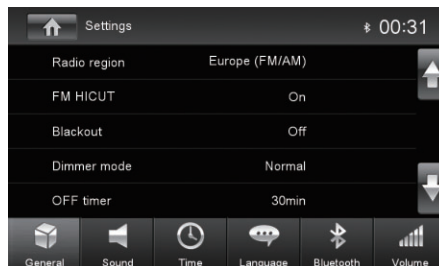 Settings 00:31
Radio region Europe (FM/AM)
FM HICUT On
Blackout Off
Dimmer mode Normal
OFF timer 30min
General Sound Time Language Bluetooth Volume